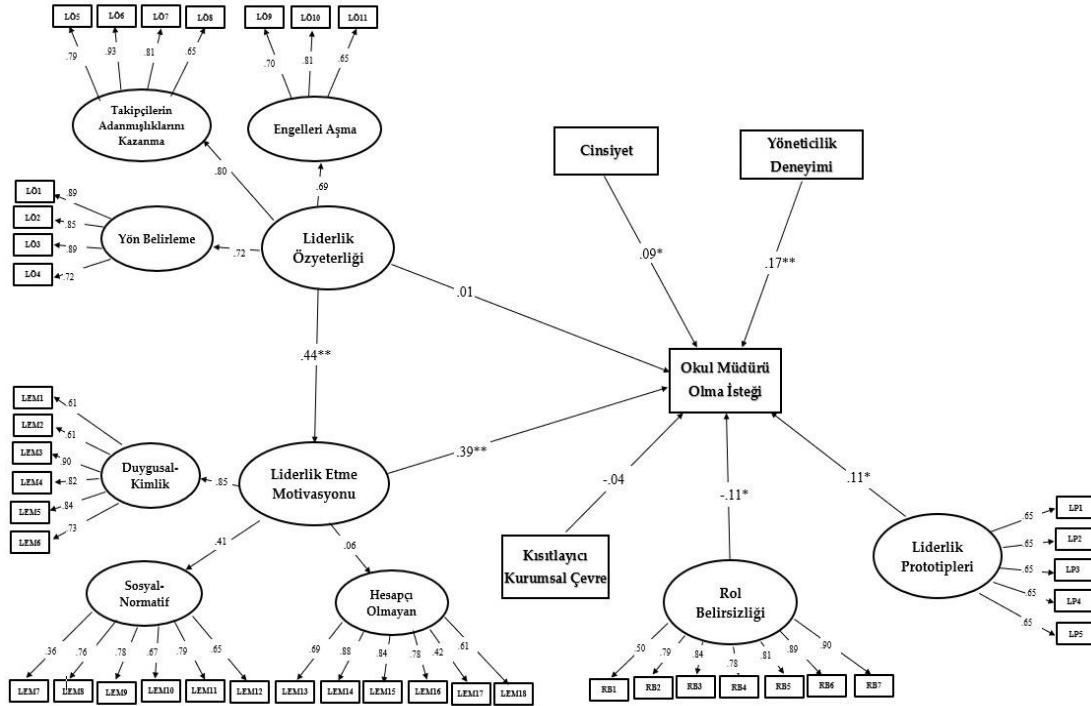 LÖ5 LÖ6 LÖ7 LÖ8 LÖ9 LÖ10 LÖ11
.79 .93 .81 .65 .70 .81 .65
Takipçilerin
Adanmışlıklarını
Kazanma
Engelleri Aşma
Cinsiyet
Yöneticilik
Deneyimi
.80
.69
LÖ1
LÖ2
LÖ3
LÖ4
.89
.85
.89
.72
Yön Belirleme
.72
Liderlik
Özyeterliği
.09*
.17**
.01
.44**
Okul Müdürü
Olma İsteği
LEM1
LEM2
LEM3
LEM4
LEM5
LEM6
.61
.61
.90
.82
.84
.73
Duygusal-
Kimlik
.85
Liderlik Etme
Motivasyonu
.39**
-.04
-.11*
.11*
.41
.06
Kısıtlayıcı
Kurumsal Çevre
Liderlik
Prototipleri
.65
.65
.65
.65
.65
LP1
LP2
LP3
LP4
LP5
Sosyal-
Normatif
Hesapçı
Olmayan
Rol
Belirsizliği
.36 .76 .78 .67 .79 .65
.69 .88 .84 .78 .42 .61
.50 .79 .84 .78 .81 .89 .90
LEM7 LEM8 LEM9 LEM10 LEM11 LEM12 LEM13 LEM14 LEM15 LEM16 LEM17 LEM18
RB1 RB2 RB3 RB4 RB5 RB6 RB7